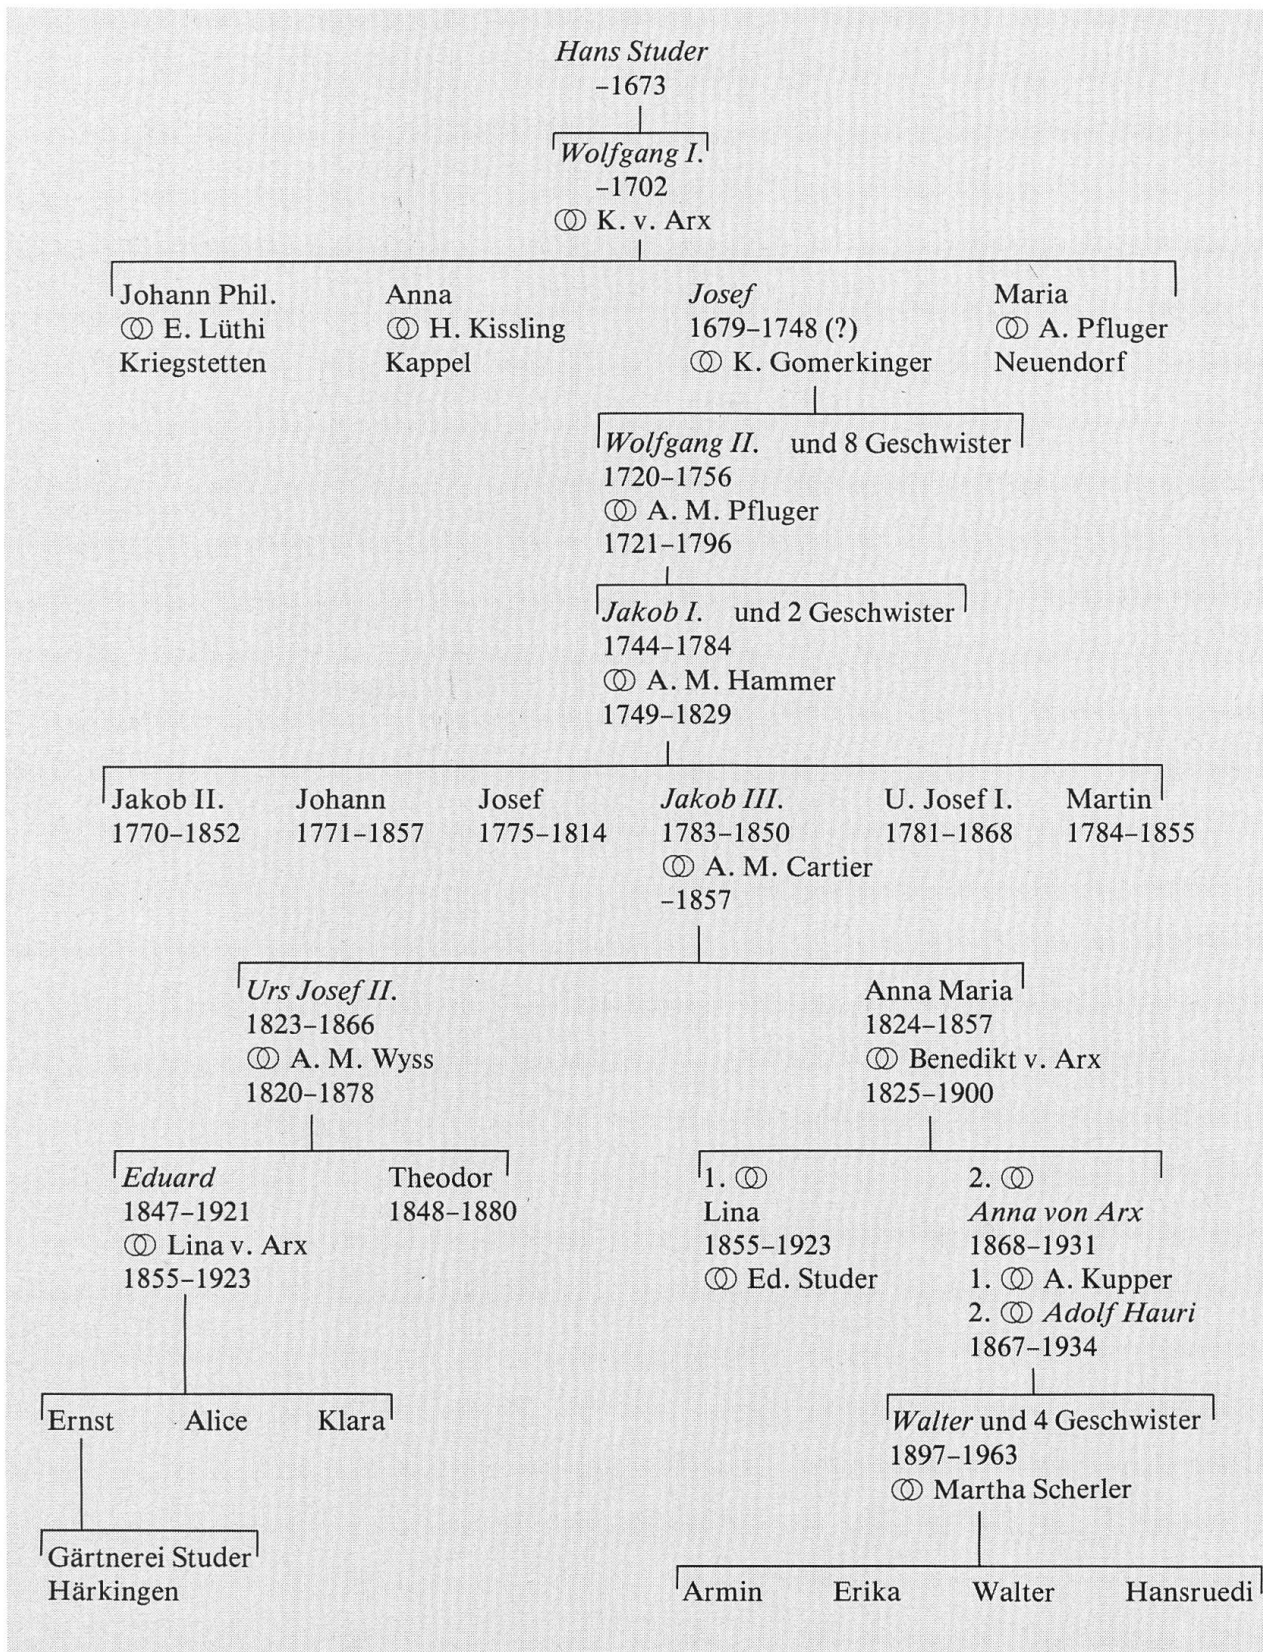 Hans Studer
–1673
Wolfgang I.
–1702
⚭ K. v. Arx
Johann Phil.
⚭ E. Lüthi
Kriegstetten
Anna
⚭ H. Kissling
Kappel
Josef
1679–1748 (?)
⚭ K. Gomerkinger
Maria
⚭ A. Pfluger
Neuendorf
Wolfgang II. und 8 Geschwister
1720–1756
⚭ A. M. Pfluger
1721–1796
Jakob I. und 2 Geschwister
1744–1784
⚭ A. M. Hammer
1749–1829
Jakob II.
1770–1852
Johann
1771–1857
Josef
1775–1814
Jakob III.
1783–1850
⚭ A. M. Cartier
–1857
U. Josef I.
1781–1868
Martin
1784–1855
Urs Josef II.
1823–1866
⚭ A. M. Wyss
1820–1878
Anna Maria
1824–1857
⚭ Benedikt v. Arx
1825–1900
Eduard
1847–1921
⚭ Lina v. Arx
1855–1923
Theodor
1848–1880
1. ⚭
Lina
1855–1923
⚭ Ed. Studer
2. ⚭
Anna von Arx
1868–1931
1. ⚭ A. Kupper
2. ⚭ Adolf Hauri
1867–1934
Ernst Alice Klara
Walter und 4 Geschwister
1897–1963
⚭ Martha Scherler
Gärtnerei Studer
Härkingen
Armin Erika Walter Hansruedi